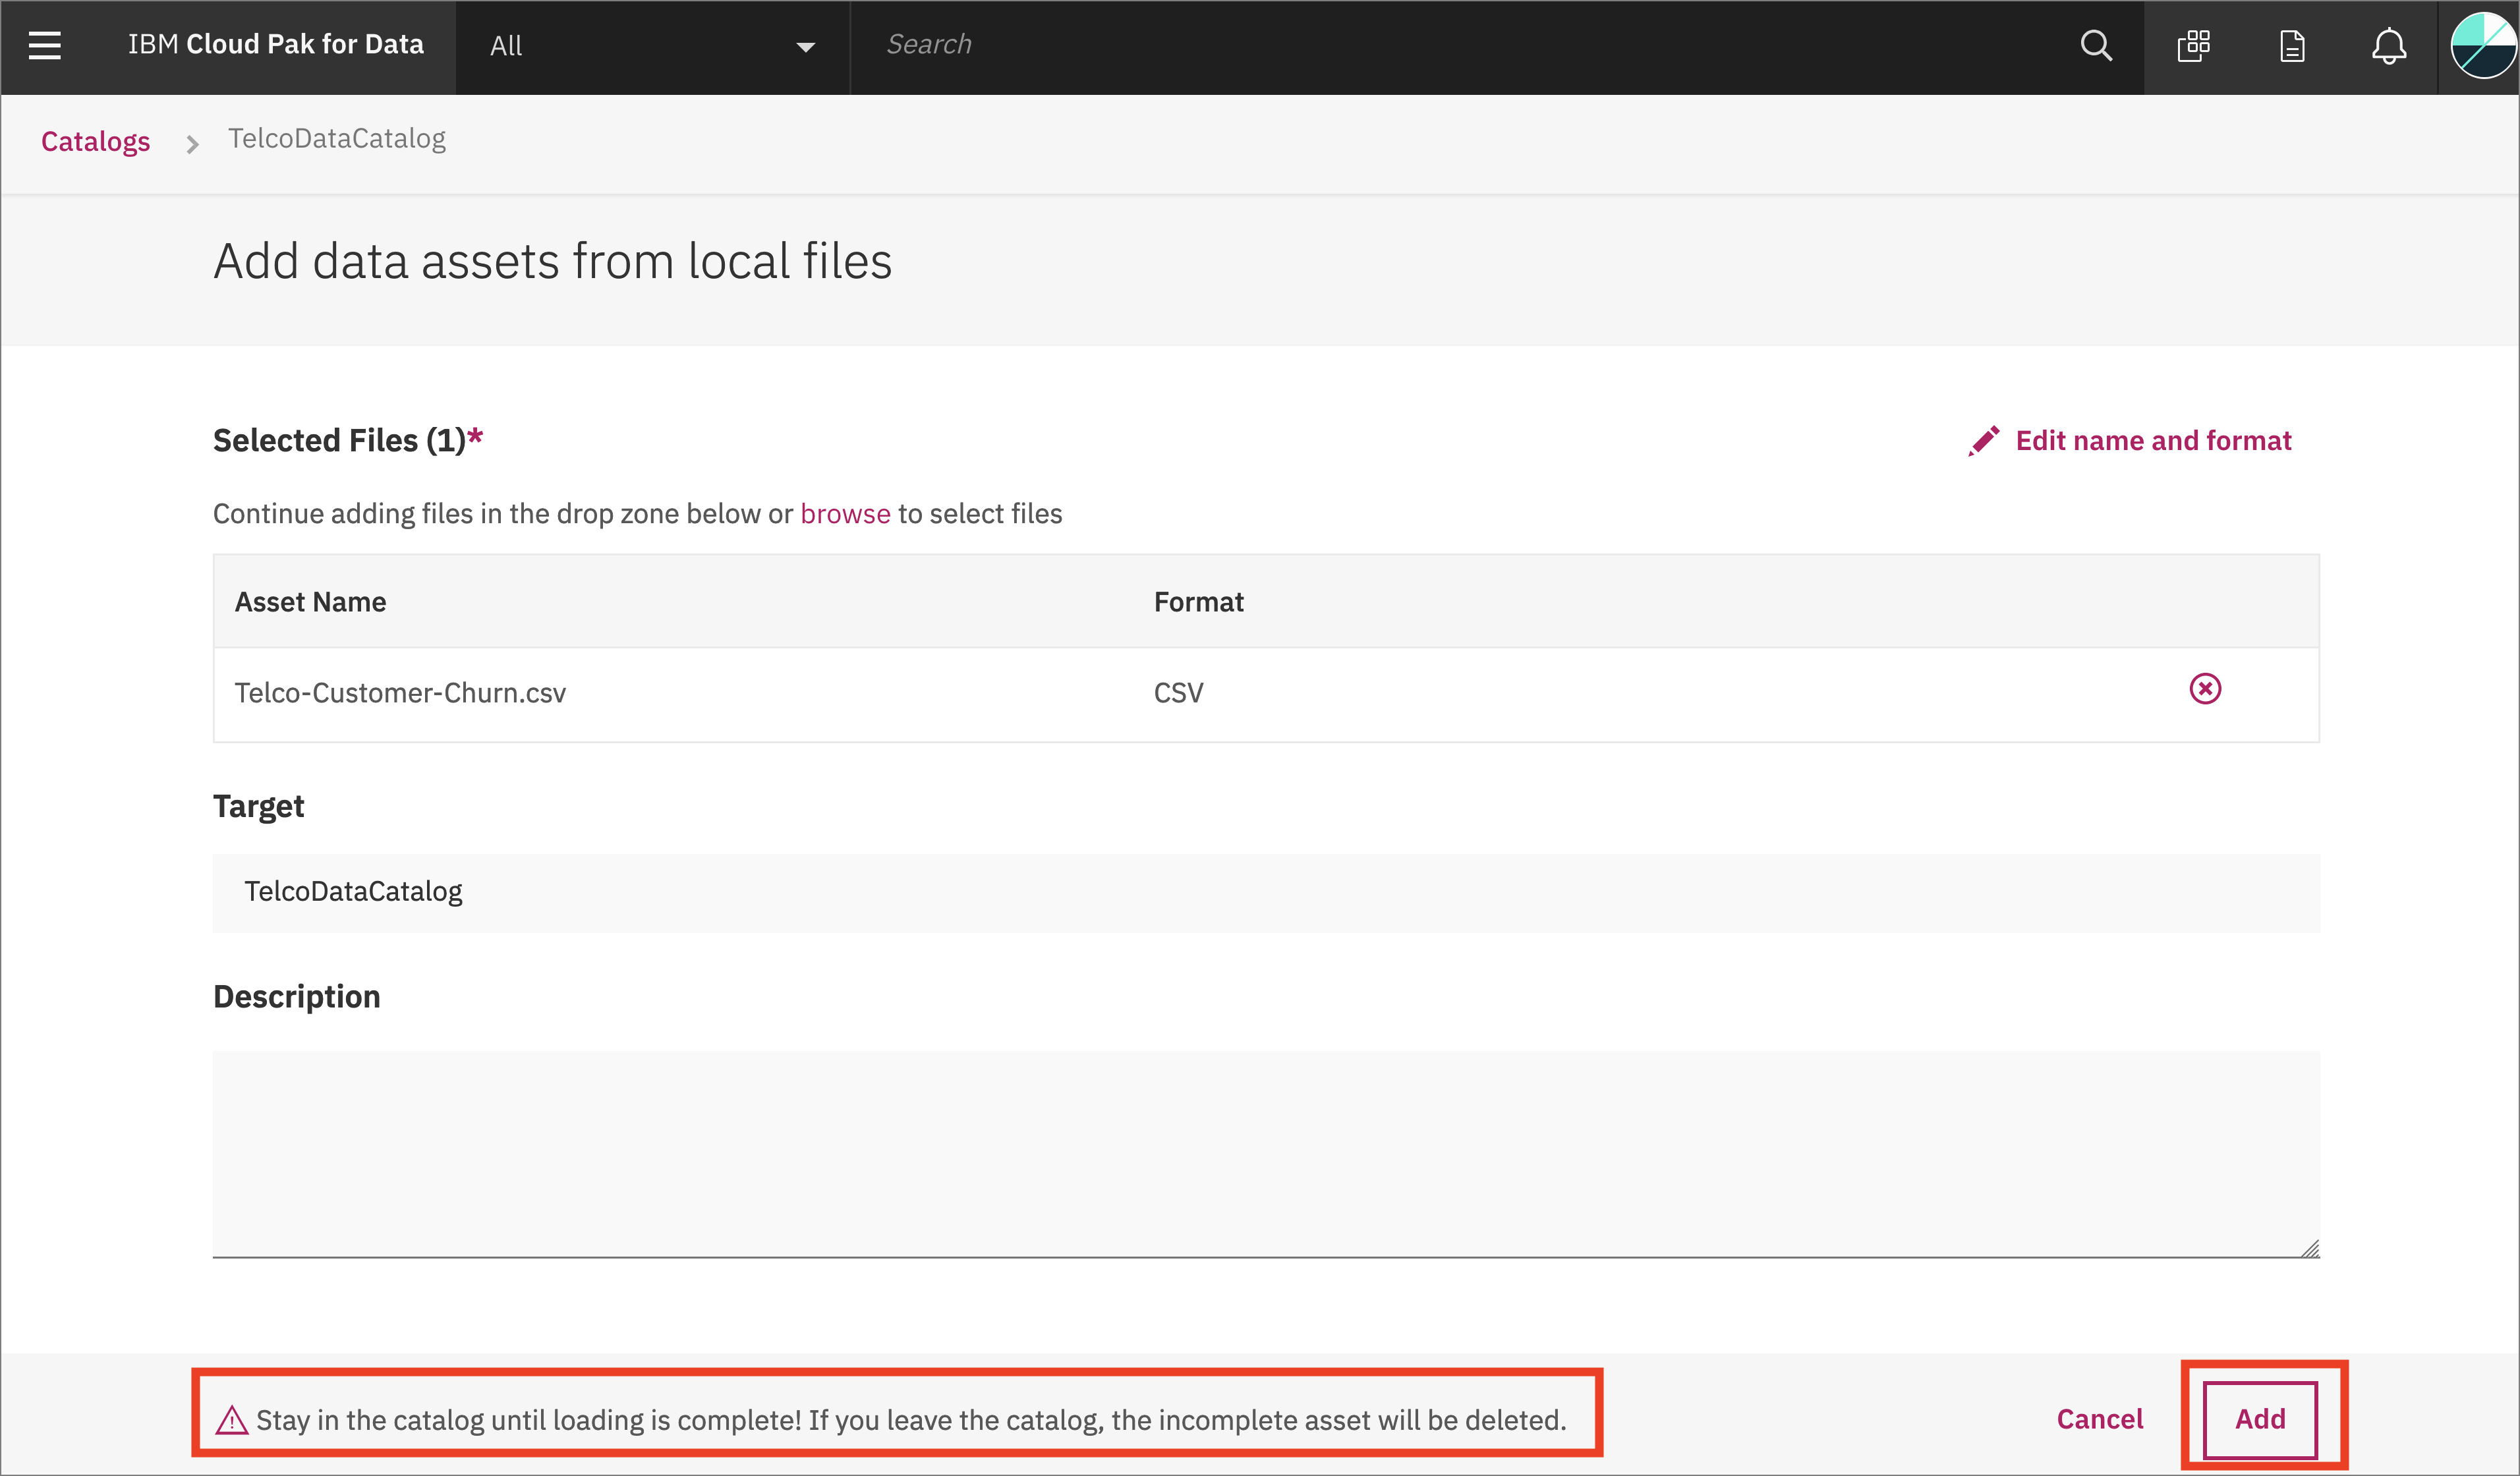 IBM Cloud Pak for Data
All
Search
Catalogs
TelcoDataCatalog
Add data assets from local files
Selected Files (1)*
Edit name and format
Continue adding files in the drop zone below or browse to select files
Asset Name
Format
Telco-Customer-Churn.csv
CSV
Target
TelcoDataCatalog
Description
Stay in the catalog until loading is complete! If you leave the catalog, the incomplete asset will be deleted.
Cancel
Add